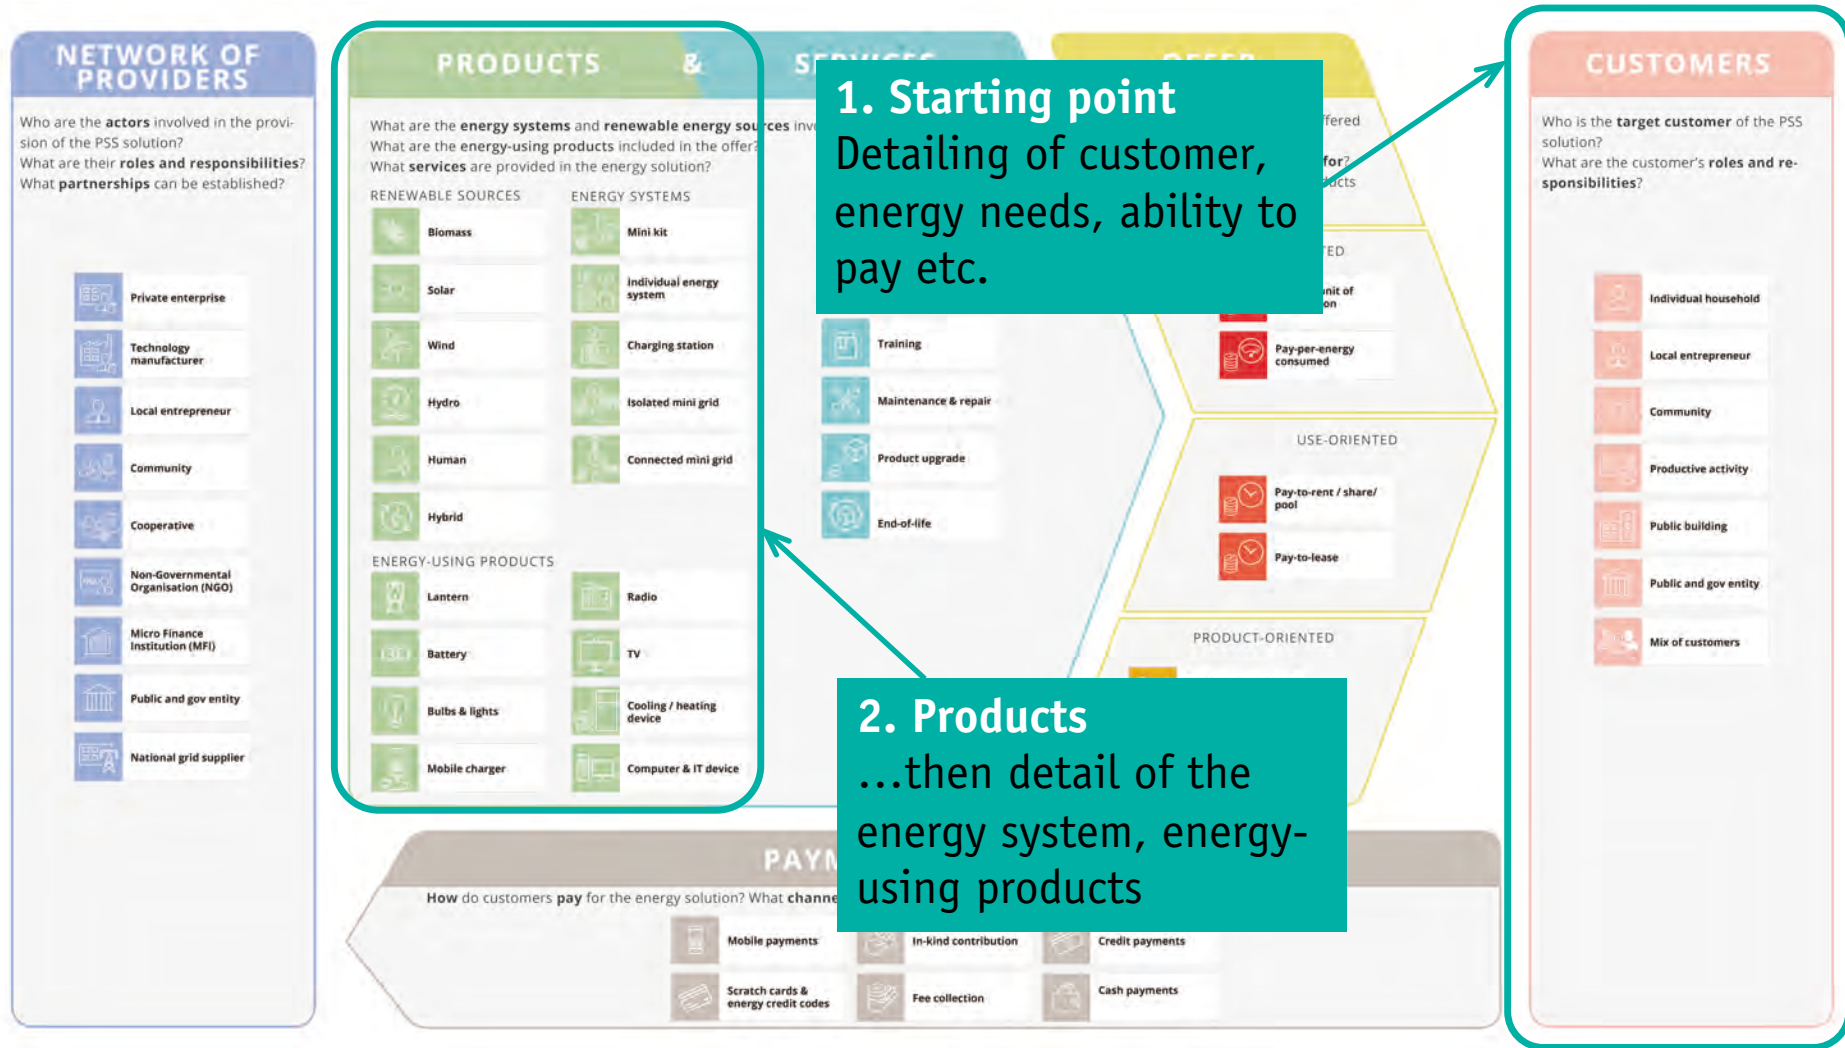 NETWORK OF
PROVIDERS
Who are the actors involved in the provi-
sion of the PSS solution?
What are their roles and responsibilities?
What partnerships can be established?
Private enterprise
Technology
manufacturer
Local entrepreneur
Community
Cooperative
Non-Governmental
Organisation (NGO)
Micro Finance
Institution (MFI)
Public and gov entity
National grid supplier
PRODUCTS & SERVICES
What are the energy systems and renewable energy sources
What are the energy-using products included in the offer?
What services are provided in the energy solution?
RENEWABLE SOURCES
Biomass
Solar
Wind
Hydro
Human
Hybrid
ENERGY SYSTEMS
Mini kit
Individual energy
system
Charging station
Isolated mini grid
Connected mini grid
ENERGY-USING PRODUCTS
Lantern
Battery
Bulbs & lights
Mobile charger
Radio
TV
Cooling / heating
device
Computer & IT device
Training
Maintenance & repair
Product upgrade
End-of-life
1. Starting point
Detailing of customer,
energy needs, ability to
pay etc.
OFFER
for?
Pay-per-energy
consumed
USE-ORIENTED
Pay-to-rent / share/
pool
Pay-to-lease
PRODUCT-ORIENTED
2. Products
...then detail of the
energy system, energy-
using products
How do customers pay for the energy solution? What
Mobile payments
In-kind contribution
Credit payments
Scratch cards &
energy credit codes
Fee collection
Cash payments
CUSTOMERS
Who is the target customer of the PSS
solution?
What are the customer's roles and re-
sponsibilities?
Individual household
Local entrepreneur
Community
Productive activity
Public building
Public and gov entity
Mix of customers